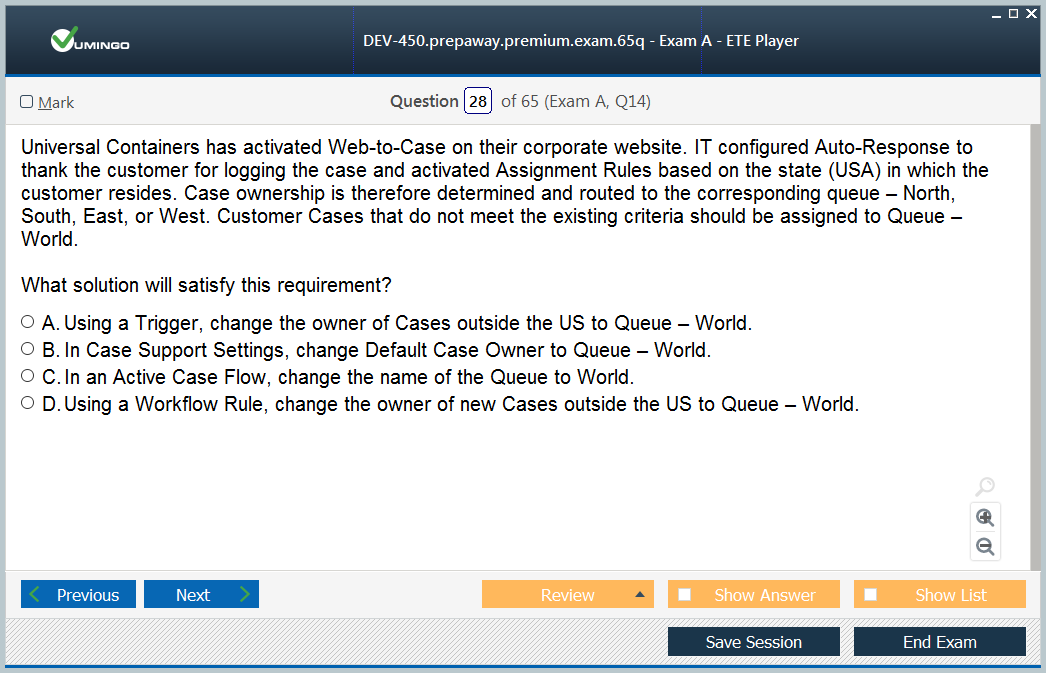 VUMINGO
DEV-450.prepaway.premium.exam.65q - Exam A - ETE Player
Mark
Question 28 of 65 (Exam A, Q14)
Universal Containers has activated Web-to-Case on their corporate website. IT configured Auto-Response to
thank the customer for logging the case and activated Assignment Rules based on the state (USA) in which the
customer resides. Case ownership is therefore determined and routed to the corresponding queue – North,
South, East, or West. Customer Cases that do not meet the existing criteria should be assigned to Queue –
World.
What solution will satisfy this requirement?
A. Using a Trigger, change the owner of Cases outside the US to Queue – World.
B. In Case Support Settings, change Default Case Owner to Queue – World.
C. In an Active Case Flow, change the name of the Queue to World.
D. Using a Workflow Rule, change the owner of new Cases outside the US to Queue – World.
Previous Next Review Show Answer Show List
Save Session End Exam